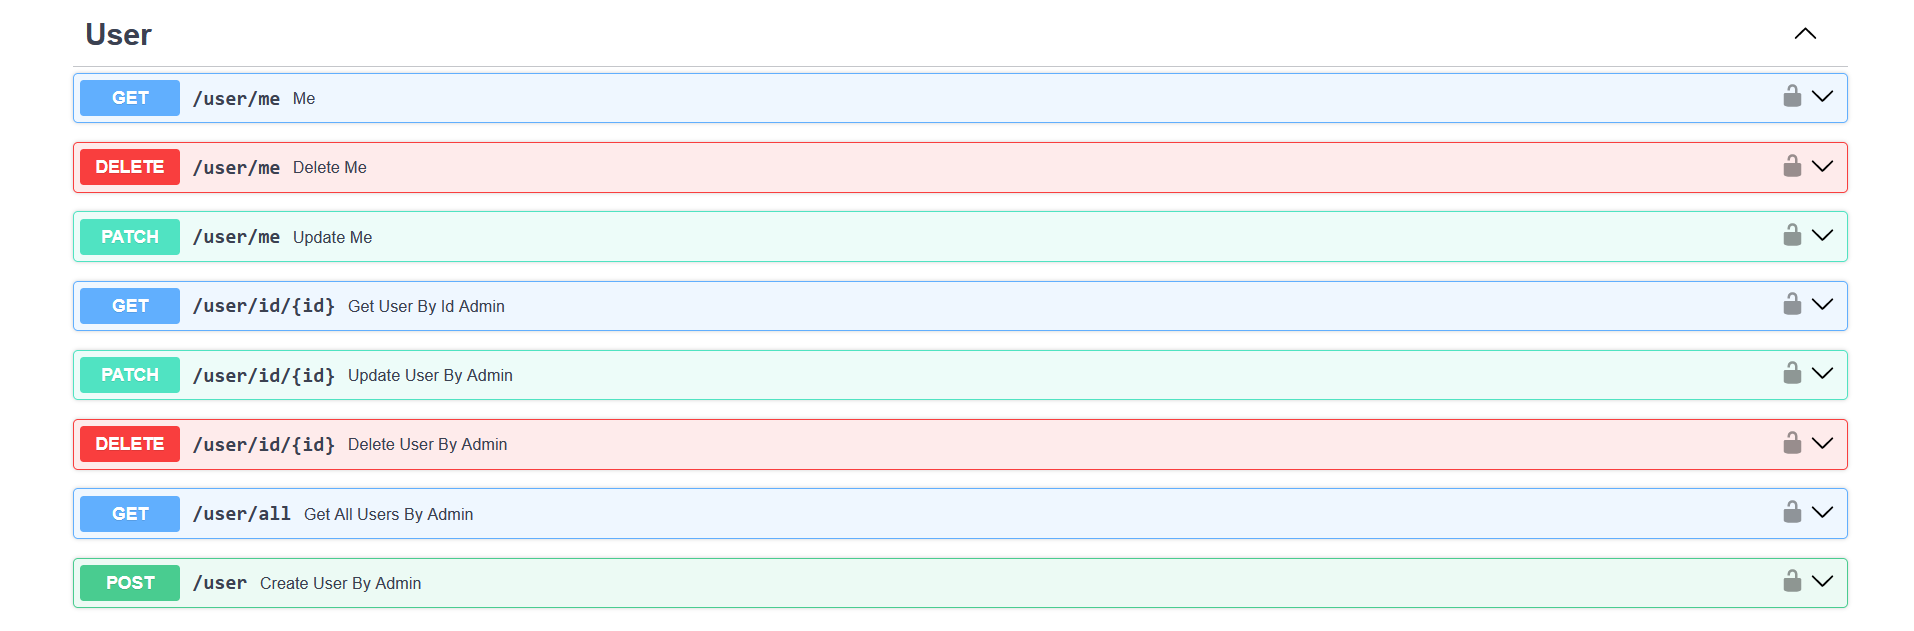 User
GET /user/me Me
DELETE /user/me Delete Me
PATCH /user/me Update Me
GET /user/id/{id} Get User By Id Admin
PATCH /user/id/{id} Update User By Admin
DELETE /user/id/{id} Delete User By Admin
GET /user/all Get All Users By Admin
POST /user Create User By Admin